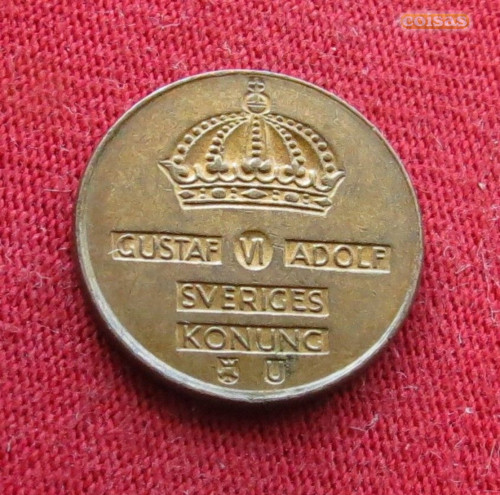 coisas
GUSTAF VI ADOLF
SVERIGES
KONUNG
U